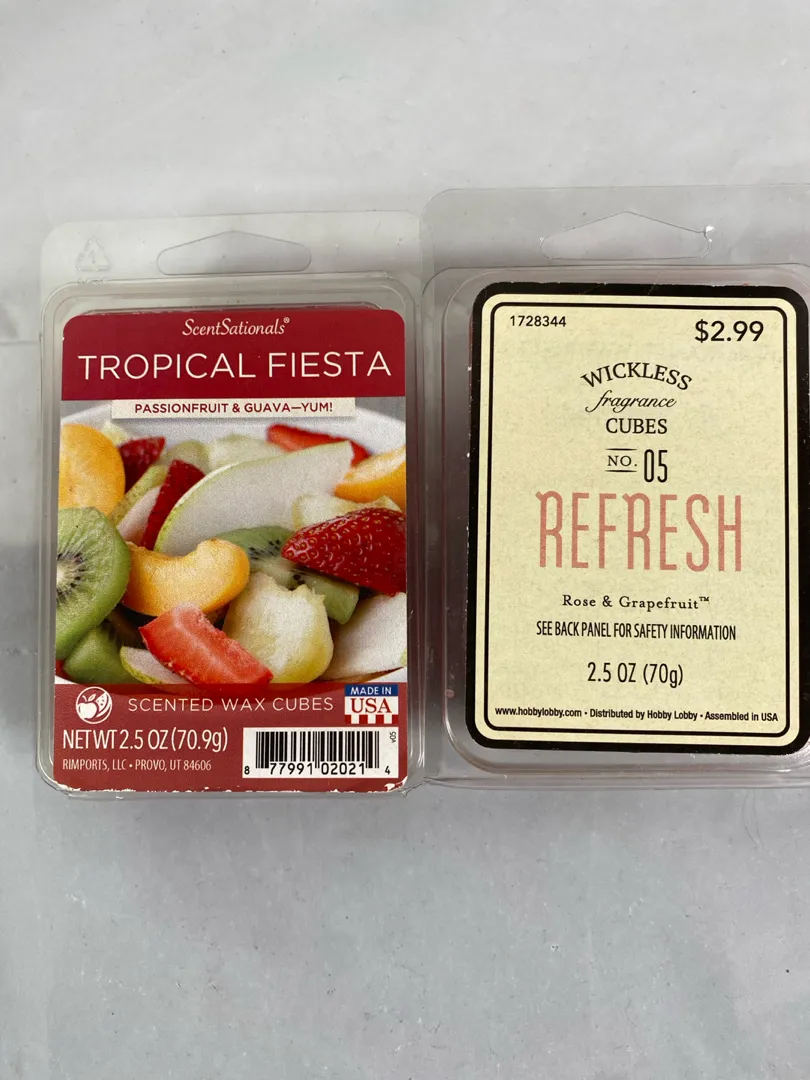 ScentSationals®
TROPICAL FIESTA
PASSIONFRUIT & GUAVA—YUM!
SCENTED WAX CUBES
MADE IN
USA
NET WT 2.5 OZ (70.9g)
RIMPORTS, LLC • PROVO, UT 84606
8 77991 02021 4
v05
1728344
$2.99
WICKLESS
fragrance
CUBES
NO. 05
REFRESH
Rose & Grapefruit™
SEE BACK PANEL FOR SAFETY INFORMATION
2.5 OZ (70g)
www.hobbylobby.com • Distributed by Hobby Lobby • Assembled in USA